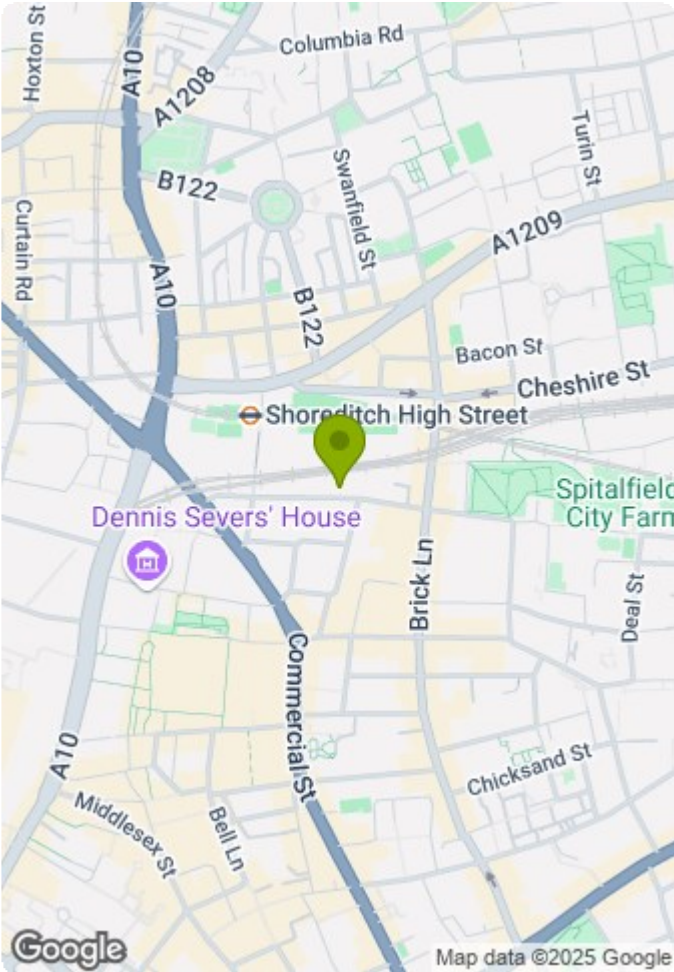 Hoxton St
A10
A1208
Columbia Rd
Turin St
B122
Swanfield St
Curtain Rd
A1209
A10
B122
Bacon St
Cheshire St
Shoreditch High Street
Spitalfield
City Farm
Dennis Severs' House
Brick Ln
Deal St
Commercial St
A10
Chicksand St
Middlesex St
Bell Ln
Google
Map data ©2025 Google